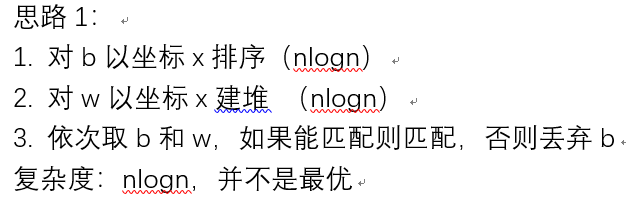 思路1：
1. 对 b 以坐标 x 排序（nlogn）
2. 对 w 以坐标 x 建堆 （nlogn）
3. 依次取 b 和 w，如果能匹配则匹配，否则丢弃 b
复杂度：nlogn，并不是最优